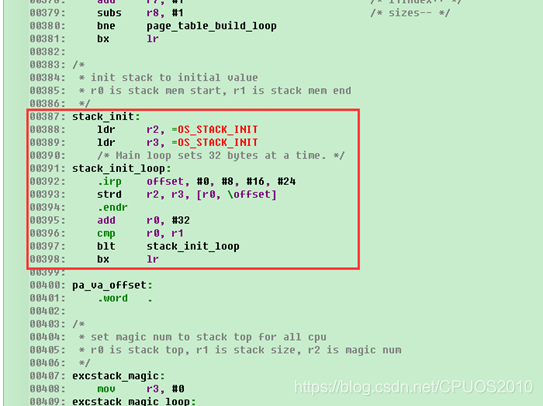 00379: add r7, #1
00379: subs r8, #1 /* sizes-- */
00380: bne page_table_build_loop
00381: bx lr
00382:
00383: /*
00384: * init stack to initial value
00385: * r0 is stack mem start, r1 is stack mem end
00386: */
00387: stack_init:
00388: ldr r2, =OS_STACK_INIT
00389: ldr r3, =OS_STACK_INIT
00390: /* Main loop sets 32 bytes at a time. */
00391: stack_init_loop:
00392: .irp offset, #0, #8, #16, #24
00393: strd r2, r3, [r0, \offset]
00394: .endr
00395: add r0, #32
00396: cmp r0, r1
00397: blt stack_init_loop
00398: bx lr
00399:
00400: pa_va_offset:
00401: .word .
00402:
00403: /*
00404: * set magic num to stack top for all cpu
00405: * r0 is stack top, r1 is stack size, r2 is magic num
00406: */
00407: excstack_magic:
00408: mov r3, #0
00409: excstack_magic_loop:
https://blog.csdn.net/CPUOS2010